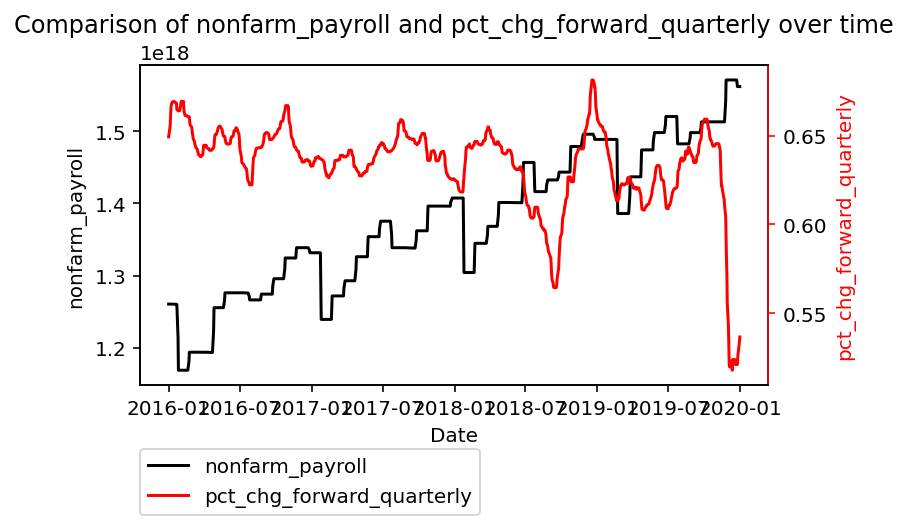 Comparison of nonfarm_payroll and pct_chg_forward_quarterly over time
1e18
1.5
1.4
1.3
1.2
nonfarm_payroll
0.65
0.60
0.55
pct_chg_forward_quarterly
2016-01 2016-07 2017-01 2017-07 2018-01 2018-07 2019-01 2019-07 2020-01
Date
nonfarm_payroll
pct_chg_forward_quarterly